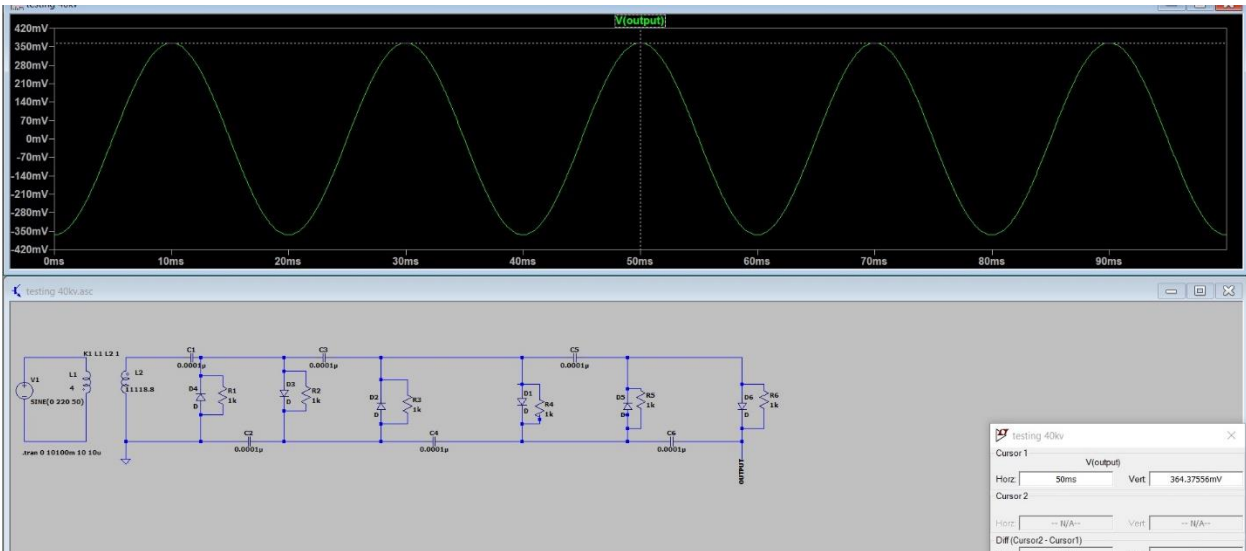 testing 40kv
V(output)
420mV
350mV
280mV
210mV
140mV
70mV
0mV
-70mV
-140mV
-210mV
-280mV
-350mV
-420mV
0ms 10ms 20ms 30ms 40ms 50ms 60ms 70ms 80ms 90ms
testing 40kv.asc
K1 L1 L2 1
C1
0.0001µ
C3
0.0001µ
C5
0.0001µ
V1
SINE(0 220 50)
L1
4
L2
11118.8
D4
D
R1
1k
D3
D
R2
1k
D2
D
R3
1k
D1
D
R4
1k
D5
D
R5
1k
D6
D
R6
1k
C2
0.0001µ
C4
0.0001µ
C6
0.0001µ
.tran 0 10100m 10 10u
OUTPUT
testing 40kv
Cursor 1
V(output)
Horz: 50ms Vert: 364.37556mV
Cursor 2
Horz: -- N/A-- Vert: -- N/A--
Diff (Cursor2 - Cursor1)